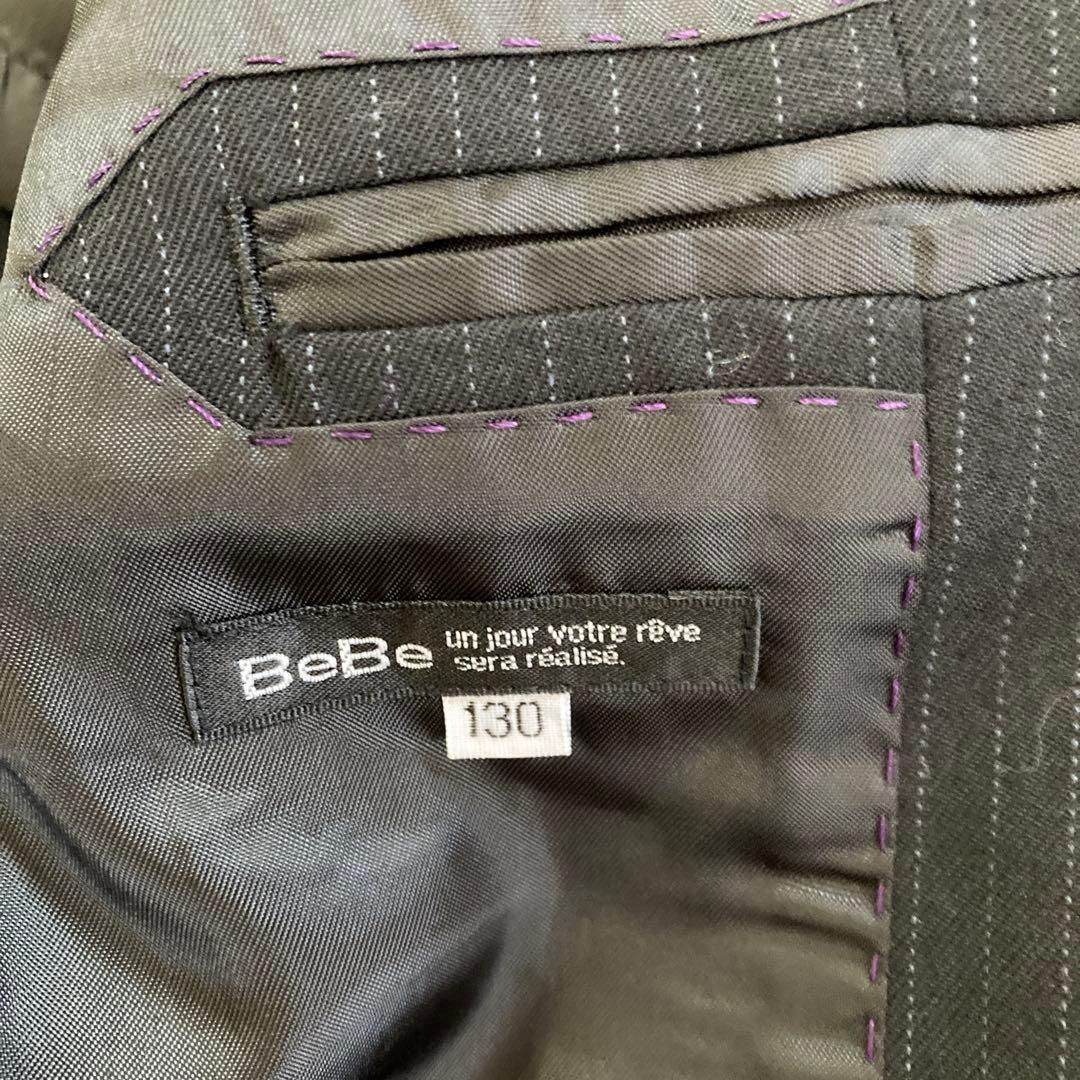 BeBe
un jour votre rêve
sera réalisé.
130